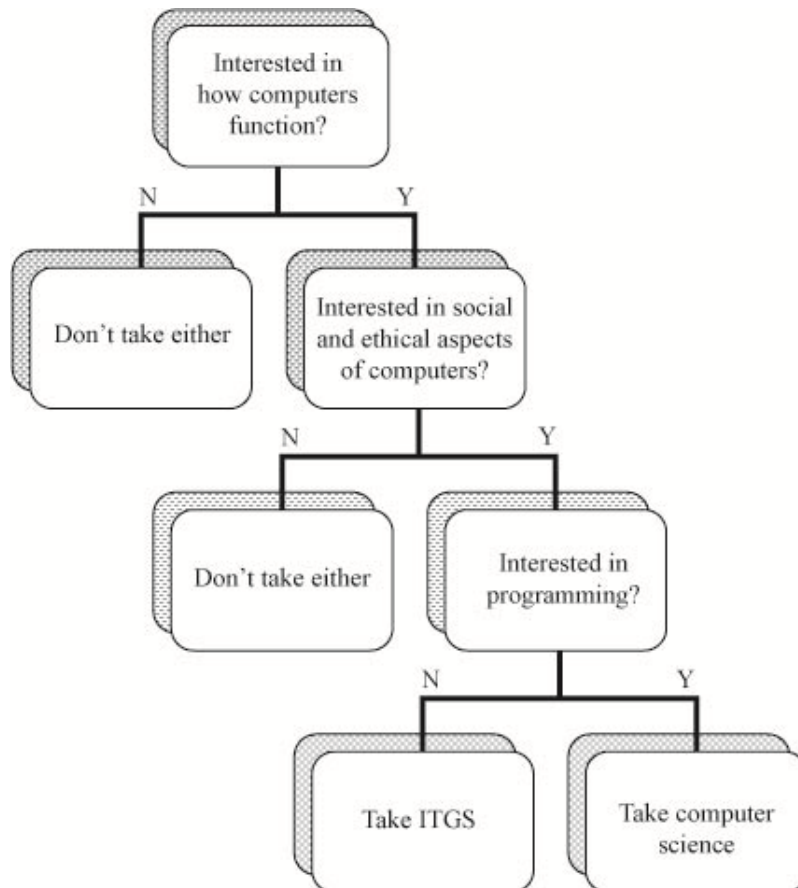 Interested in
how computers
function?
N
Y
Don't take either
Interested in social
and ethical aspects
of computers?
N
Y
Don't take either
Interested in
programming?
N
Y
Take ITGS
Take computer
science